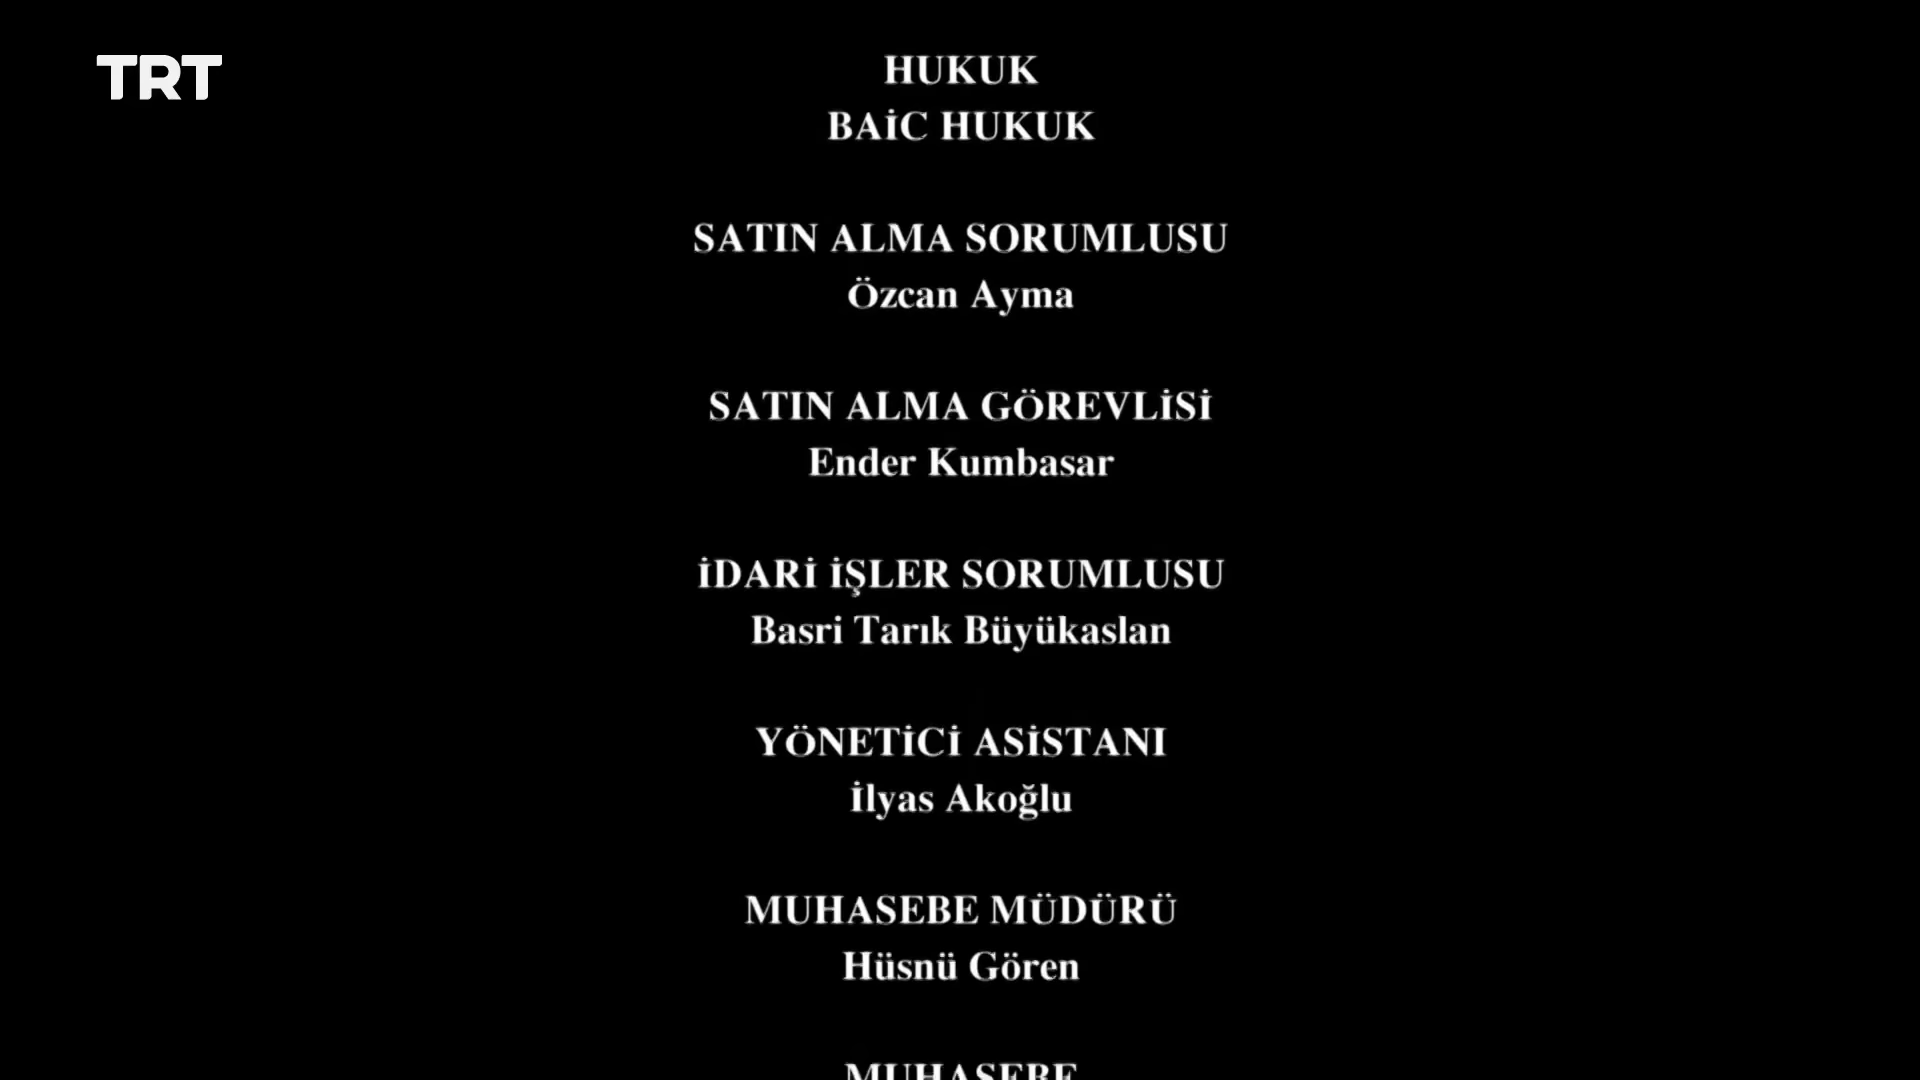 TRT
HUKUK
BAİC HUKUK
SATIN ALMA SORUMLUSU
Özcan Ayma
SATIN ALMA GÖREVLİSİ
Ender Kumbasar
İDARİ İŞLER SORUMLUSU
Basri Tarık Büyükaslan
YÖNETİCİ ASİSTANI
İlyas Akoğlu
MUHASEBE MÜDÜRÜ
Hüsnü Gören
MUHASEBE